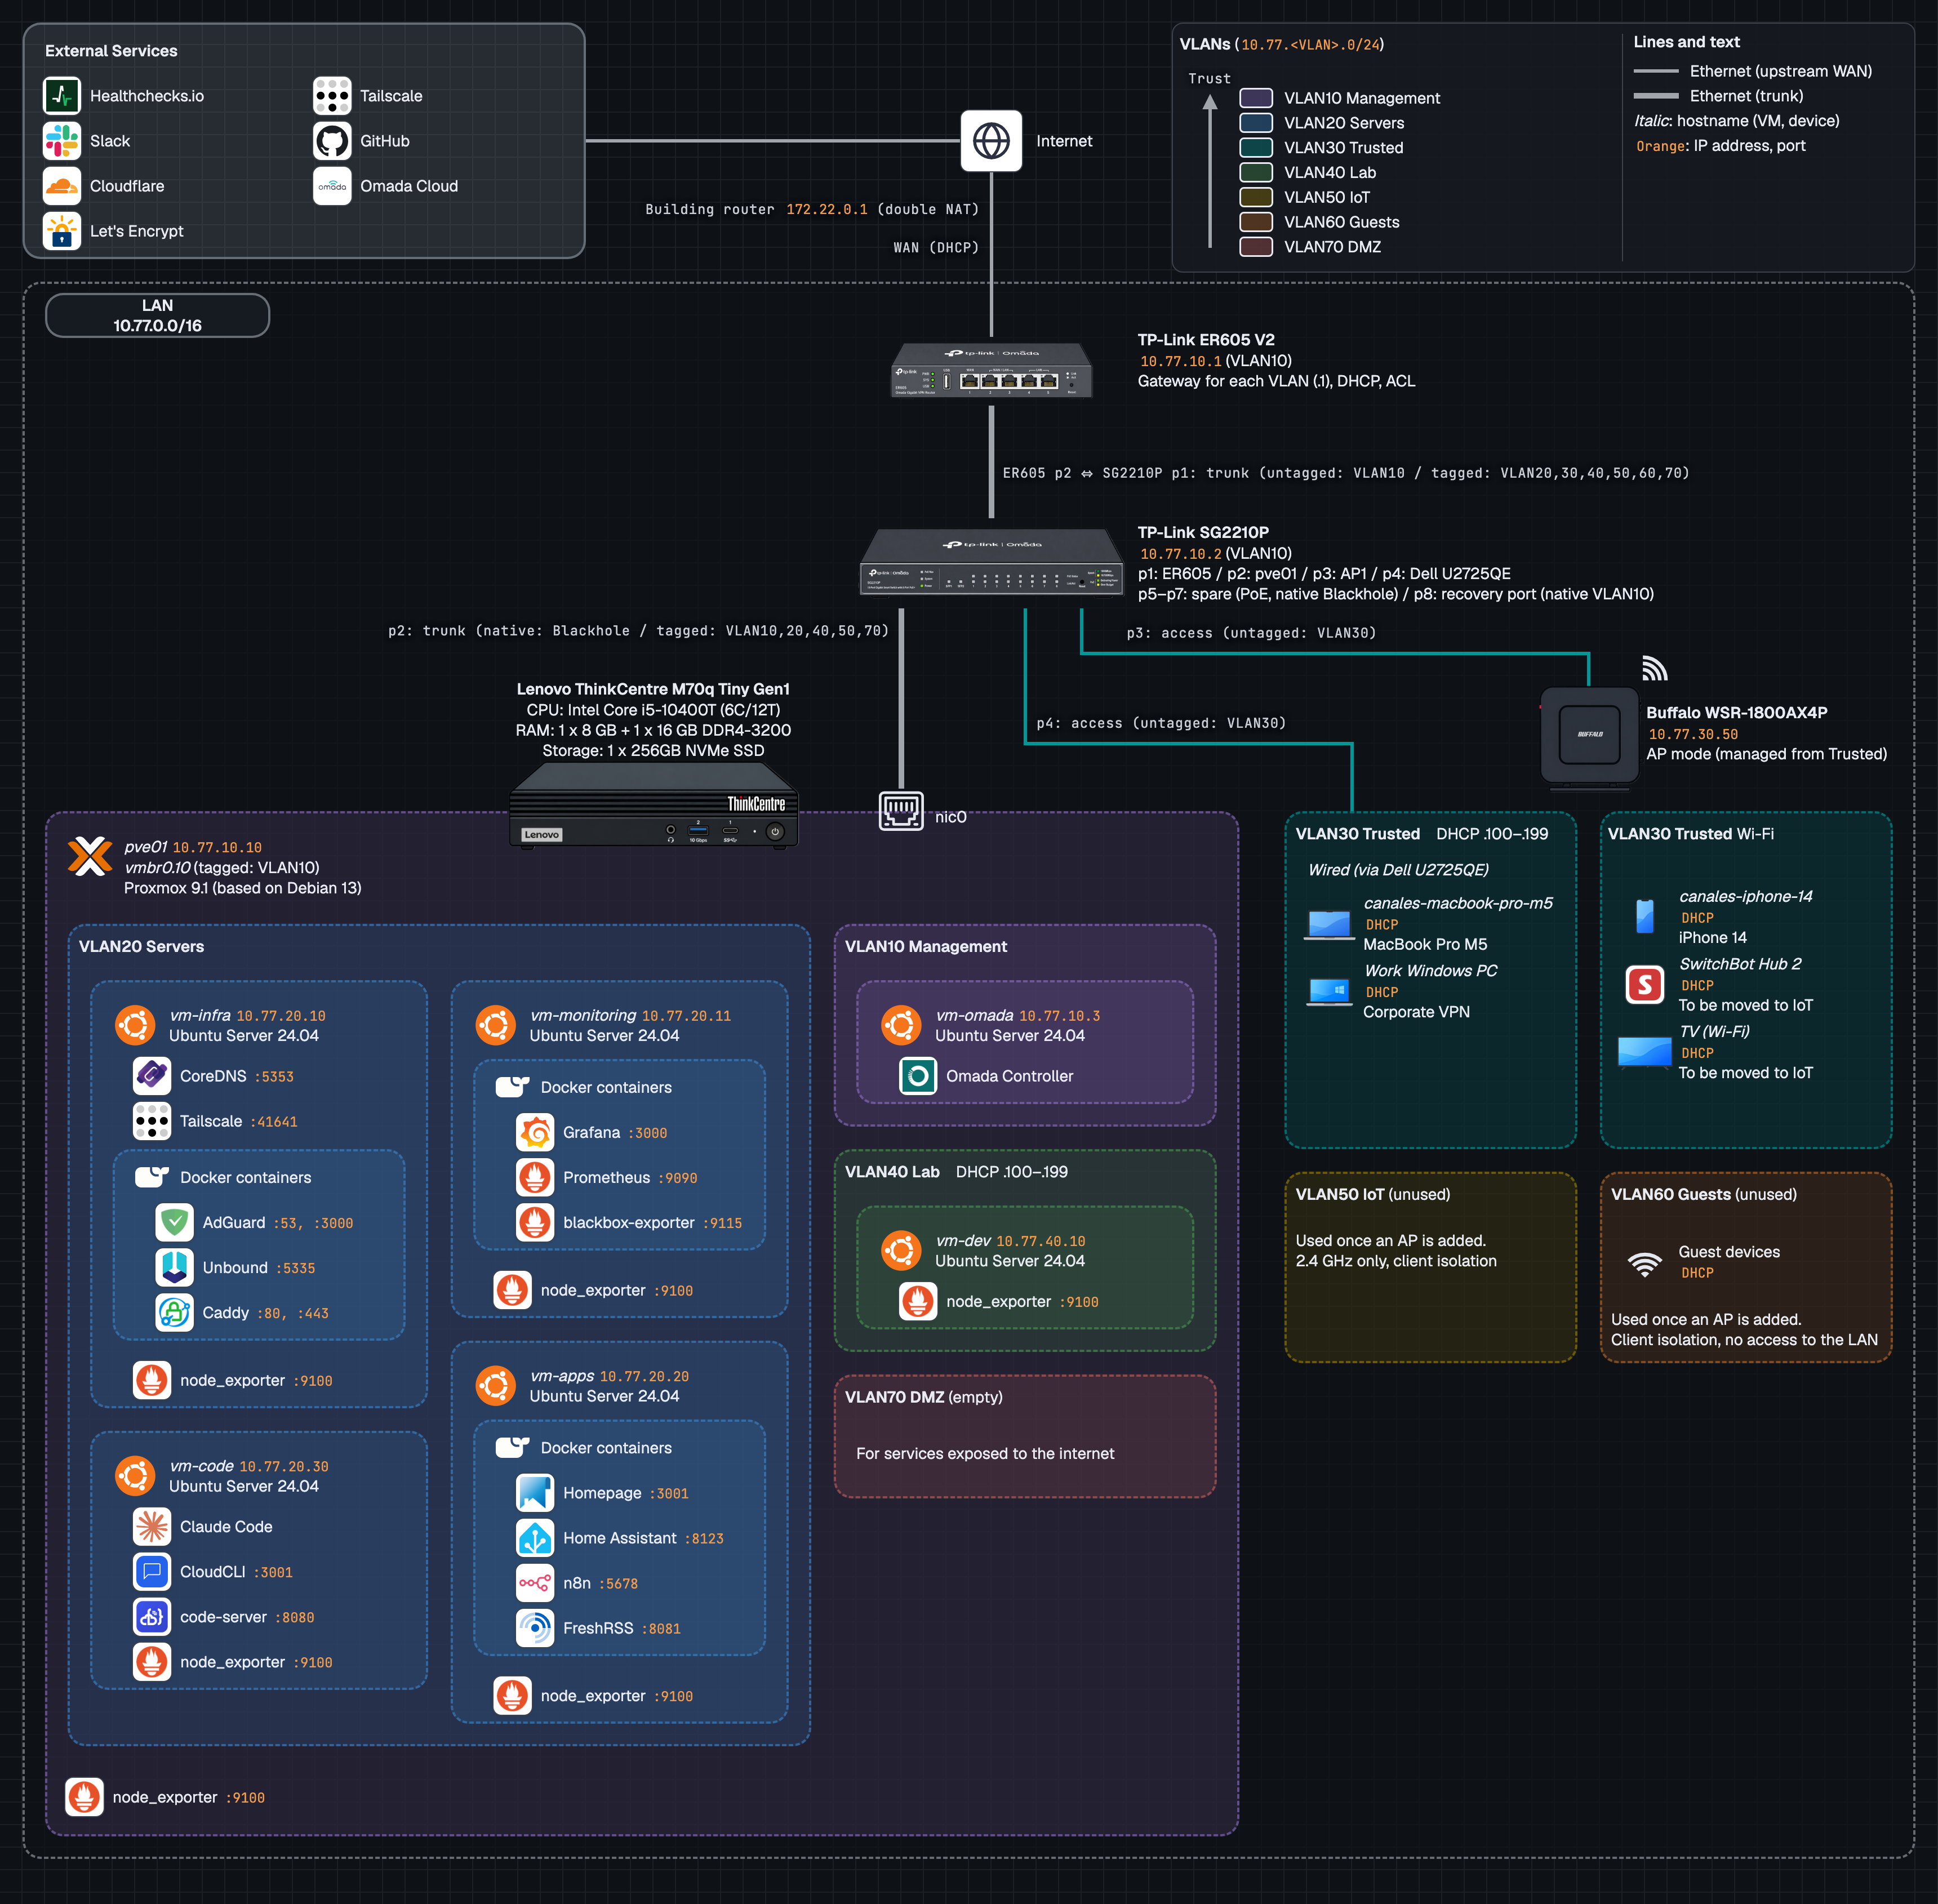 External Services
Healthchecks.io
Tailscale
Slack
GitHub
Cloudflare
omada
Omada Cloud
Let's Encrypt
Internet
Building router 172.22.0.1 (double NAT)
WAN (DHCP)
VLANs (10.77.<VLAN>.0/24)
Trust
VLAN10 Management
VLAN20 Servers
VLAN30 Trusted
VLAN40 Lab
VLAN50 IoT
VLAN60 Guests
VLAN70 DMZ
Lines and text
Ethernet (upstream WAN)
Ethernet (trunk)
Italic: hostname (VM, device)
Orange: IP address, port
LAN
10.77.0.0/16
tp-link | Omada
tp-link
TP-Link ER605 V2
10.77.10.1 (VLAN10)
Gateway for each VLAN (.1), DHCP, ACL
ER605 p2 ⇔ SG2210P p1: trunk (untagged: VLAN10 / tagged: VLAN20,30,40,50,60,70)
tp-link | Omada
tp-link | Omada
TP-Link SG2210P
10.77.10.2 (VLAN10)
p1: ER605 / p2: pve01 / p3: AP1 / p4: Dell U2725QE
p5–p7: spare (PoE, native Blackhole) / p8: recovery port (native VLAN10)
p2: trunk (native: Blackhole / tagged: VLAN10,20,40,50,70)
p3: access (untagged: VLAN30)
p4: access (untagged: VLAN30)
BUFFALO
Buffalo WSR-1800AX4P
10.77.30.50
AP mode (managed from Trusted)
Lenovo ThinkCentre M70q Tiny Gen1
CPU: Intel Core i5-10400T (6C/12T)
RAM: 1 x 8 GB + 1 x 16 GB DDR4-3200
Storage: 1 x 256GB NVMe SSD
ThinkCentre
Lenovo
nic0
pve01 10.77.10.10
vmbr0.10 (tagged: VLAN10)
Proxmox 9.1 (based on Debian 13)
VLAN20 Servers
vm-infra 10.77.20.10
Ubuntu Server 24.04
CoreDNS :5353
Tailscale :41641
Docker containers
AdGuard :53, :3000
Unbound :5335
Caddy :80, :443
node_exporter :9100
vm-monitoring 10.77.20.11
Ubuntu Server 24.04
Docker containers
Grafana :3000
Prometheus :9090
blackbox-exporter :9115
node_exporter :9100
vm-code 10.77.20.30
Ubuntu Server 24.04
Claude Code
CloudCLI :3001
code-server :8080
node_exporter :9100
vm-apps 10.77.20.20
Ubuntu Server 24.04
Docker containers
Homepage :3001
Home Assistant :8123
n8n :5678
FreshRSS :8081
node_exporter :9100
node_exporter :9100
VLAN10 Management
vm-omada 10.77.10.3
Ubuntu Server 24.04
Omada Controller
VLAN40 Lab DHCP .100–.199
vm-dev 10.77.40.10
Ubuntu Server 24.04
node_exporter :9100
VLAN70 DMZ (empty)
For services exposed to the internet
VLAN30 Trusted DHCP .100–.199
Wired (via Dell U2725QE)
canales-macbook-pro-m5
DHCP
MacBook Pro M5
Work Windows PC
DHCP
Corporate VPN
VLAN30 Trusted Wi-Fi
canales-iphone-14
DHCP
iPhone 14
SwitchBot Hub 2
DHCP
To be moved to IoT
TV (Wi-Fi)
DHCP
To be moved to IoT
VLAN50 IoT (unused)
Used once an AP is added.
2.4 GHz only, client isolation
VLAN60 Guests (unused)
Guest devices
DHCP
Used once an AP is added.
Client isolation, no access to the LAN